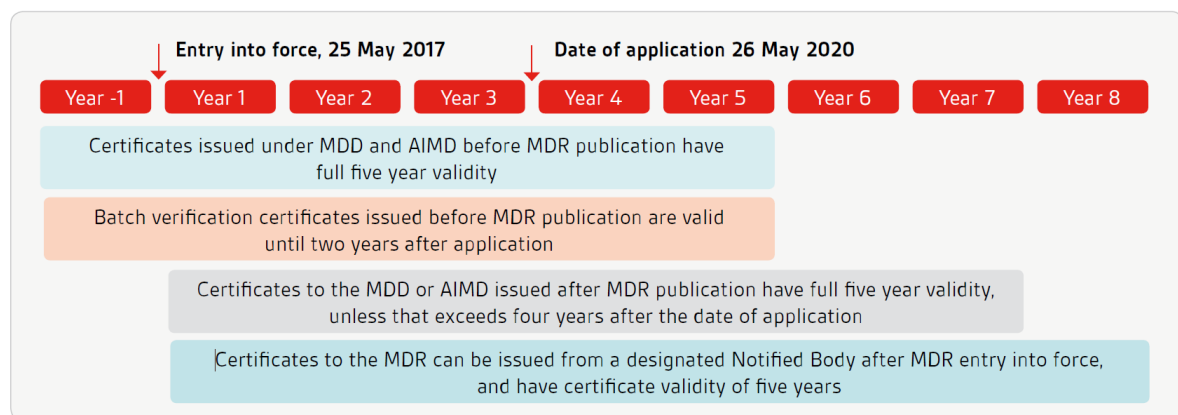 Entry into force, 25 May 2017
Date of application 26 May 2020
Year -1
Year 1
Year 2
Year 3
Year 4
Year 5
Year 6
Year 7
Year 8
Certificates issued under MDD and AIMD before MDR publication have
full five year validity
Batch verification certificates issued before MDR publication are valid
until two years after application
Certificates to the MDD or AIMD issued after MDR publication have full five year validity,
unless that exceeds four years after the date of application
Certificates to the MDR can be issued from a designated Notified Body after MDR entry into force,
and have certificate validity of five years